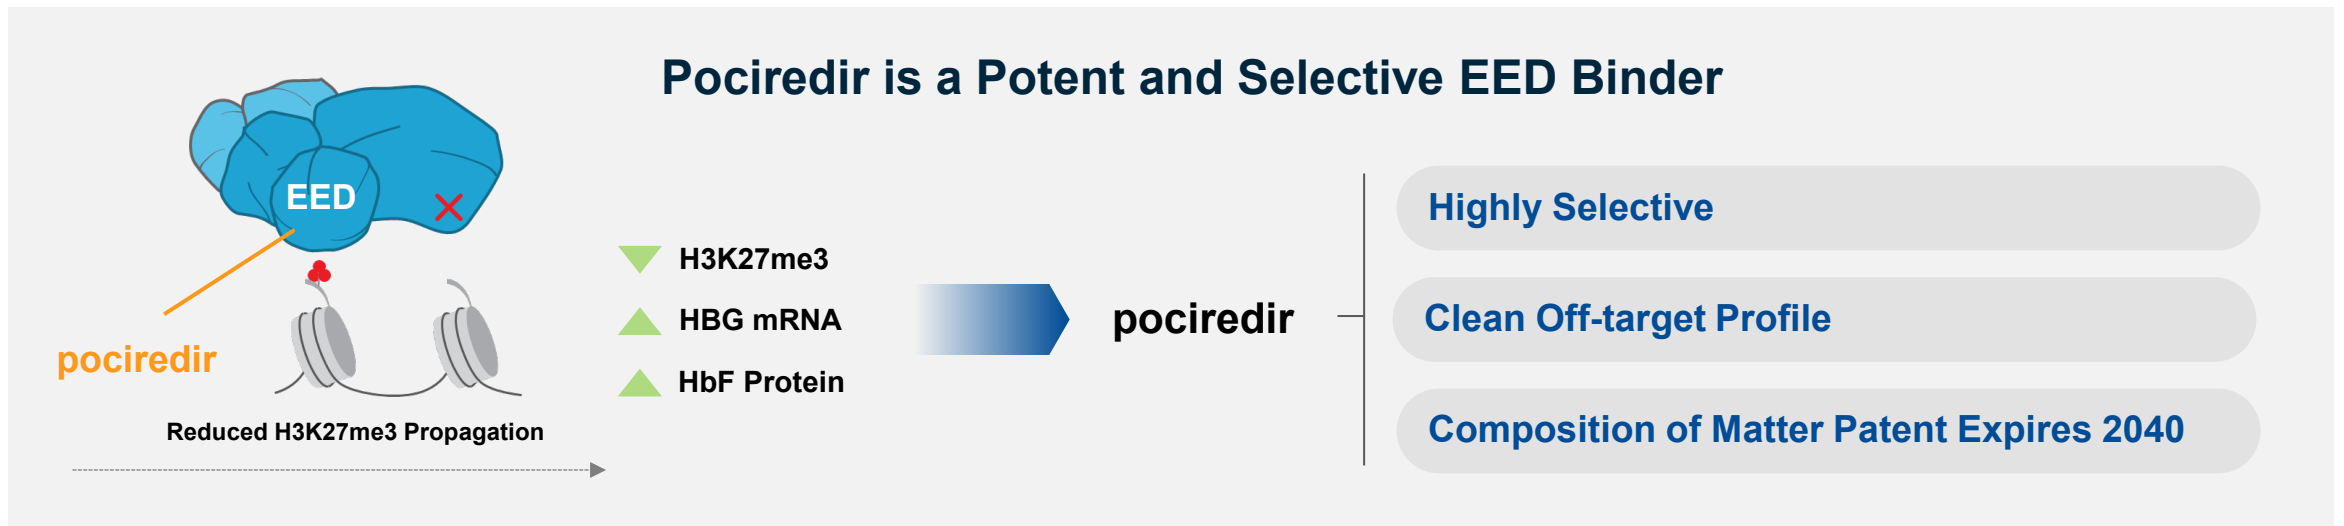 Pociredir is a Potent and Selective EED Binder
EED
pociredir
Reduced H3K27me3 Propagation
H3K27me3
HBG mRNA
HbF Protein
pociredir
Highly Selective
Clean Off-target Profile
Composition of Matter Patent Expires 2040